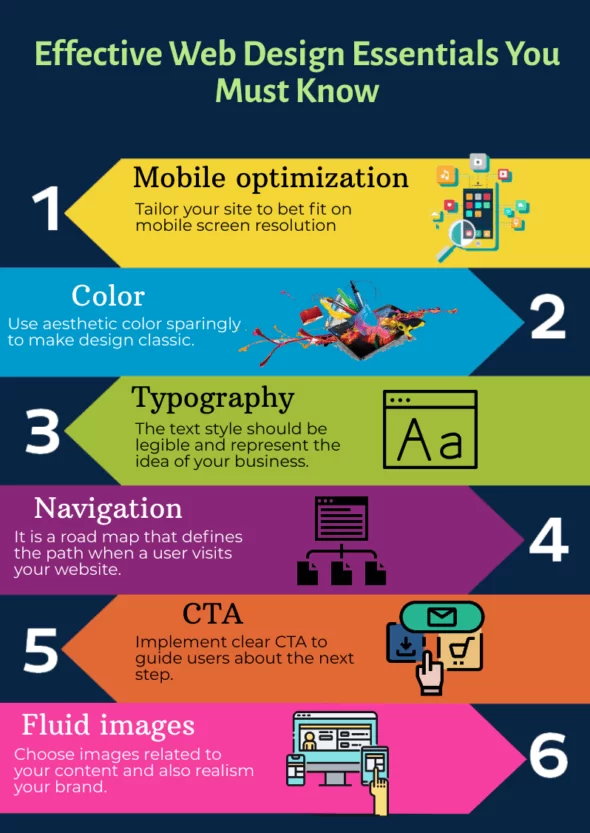 Effective Web Design Essentials You
Must Know
1
Mobile optimization
Tailor your site to bet fit on
mobile screen resolution
Color
Use aesthetic color sparingly
to make design classic.
2
3
Typography
The text style should be
legible and represent the
idea of your business.
Aa
Navigation
It is a road map that defines
the path when a user visits
your website.
4
5
CTA
Implement clear CTA to
guide users about the next
step.
Fluid images
Choose images related to
your content and also realism
your brand.
6